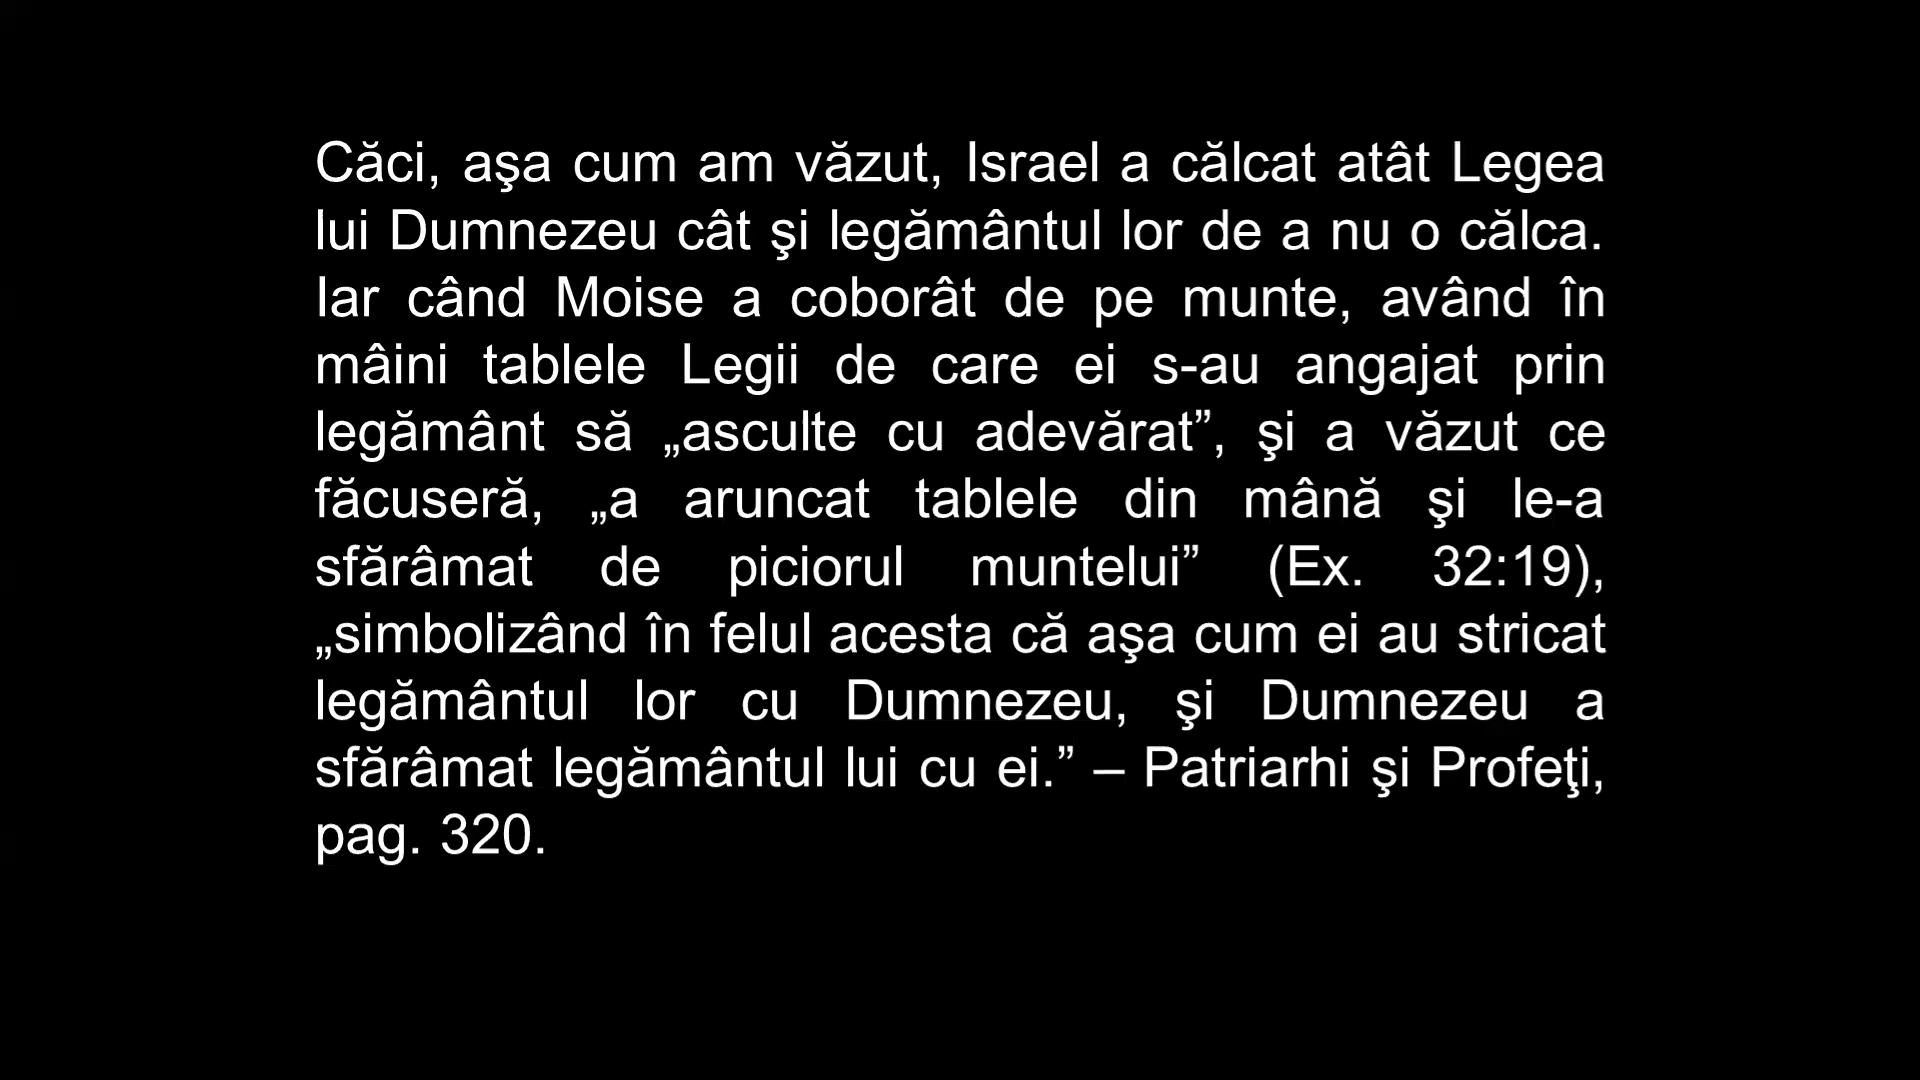 Căci, aşa cum am văzut, Israel a călcat atât Legea
lui Dumnezeu cât şi legământul lor de a nu o călca.
Iar când Moise a coborât de pe munte, având în
mâini tablele Legii de care ei s-au angajat prin
legământ să „asculte cu adevărat”, şi a văzut ce
făcuseră, „a aruncat tablele din mână şi le-a
sfărâmat de piciorul muntelui” (Ex. 32:19),
„simbolizând în felul acesta că aşa cum ei au stricat
legământul lor cu Dumnezeu, şi Dumnezeu a
sfărâmat legământul lui cu ei.” – Patriarhi şi Profeţi,
pag. 320.